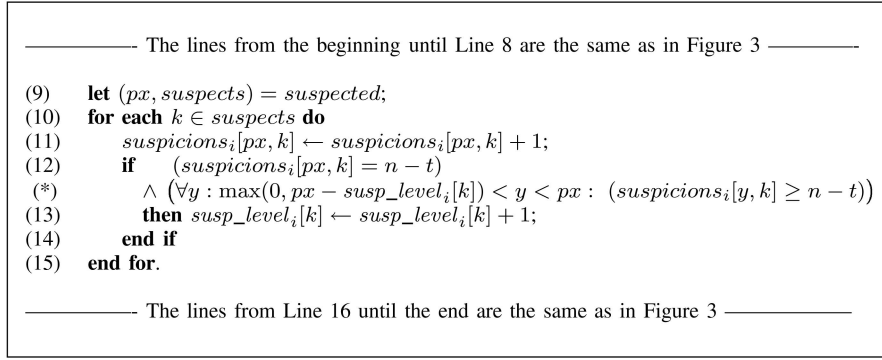 —————- The lines from the beginning until Line 8 are the same as in Figure 3 —————-
(9) let (px, suspects) = suspected;
(10) for each k ∈ suspects do
(11) suspicions_i[px, k] ← suspicions_i[px, k] + 1;
(12) if (suspicions_i[px, k] = n − t)
(*) ∧ (∀y : max(0, px − susp_level_i[k]) < y < px : (suspicions_i[y, k] ≥ n − t))
(13) then susp_level_i[k] ← susp_level_i[k] + 1;
(14) end if
(15) end for.
—————- The lines from Line 16 until the end are the same as in Figure 3 ——————